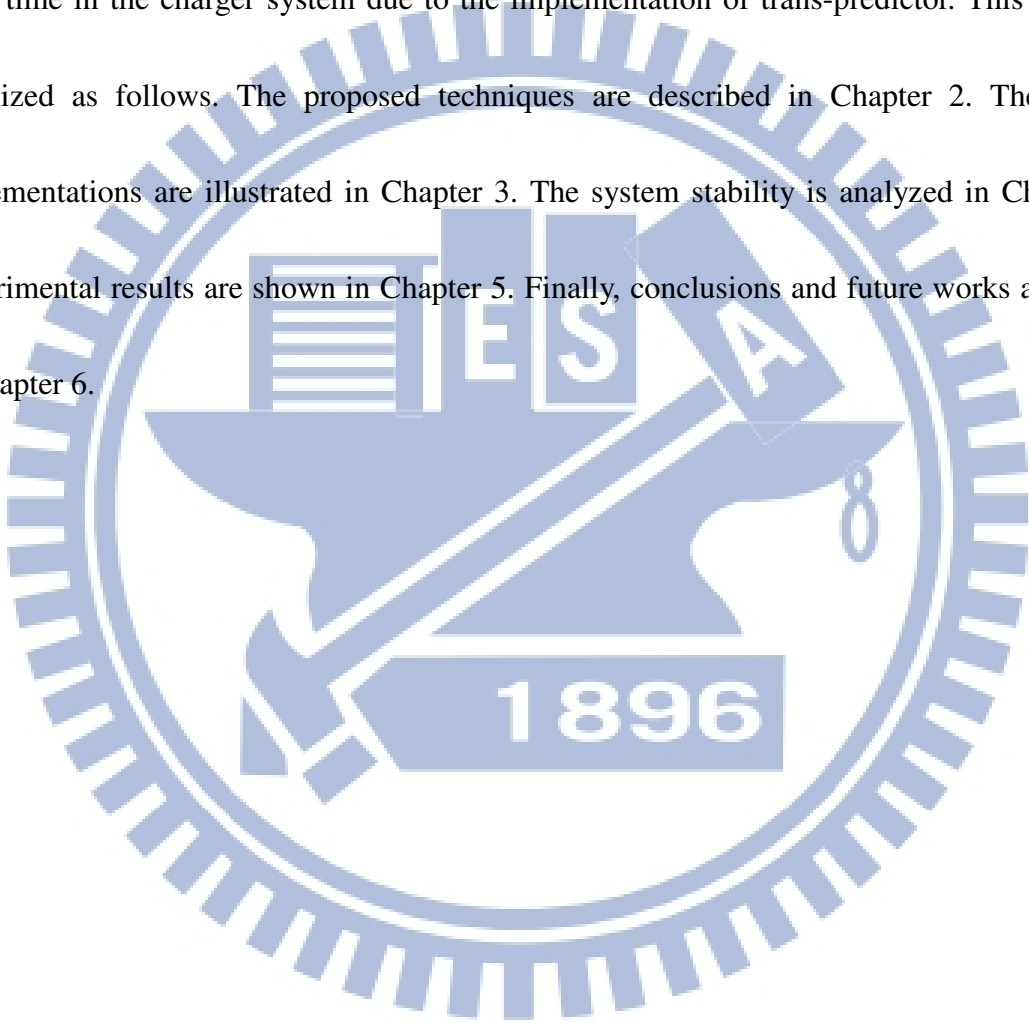 time in the charger system due to the implementation of trans-predictor. This
ized as follows. The proposed techniques are described in Chapter 2. The
ementations are illustrated in Chapter 3. The system stability is analyzed in Ch
rimental results are shown in Chapter 5. Finally, conclusions and future works a
apter 6.
E S A
8
1896